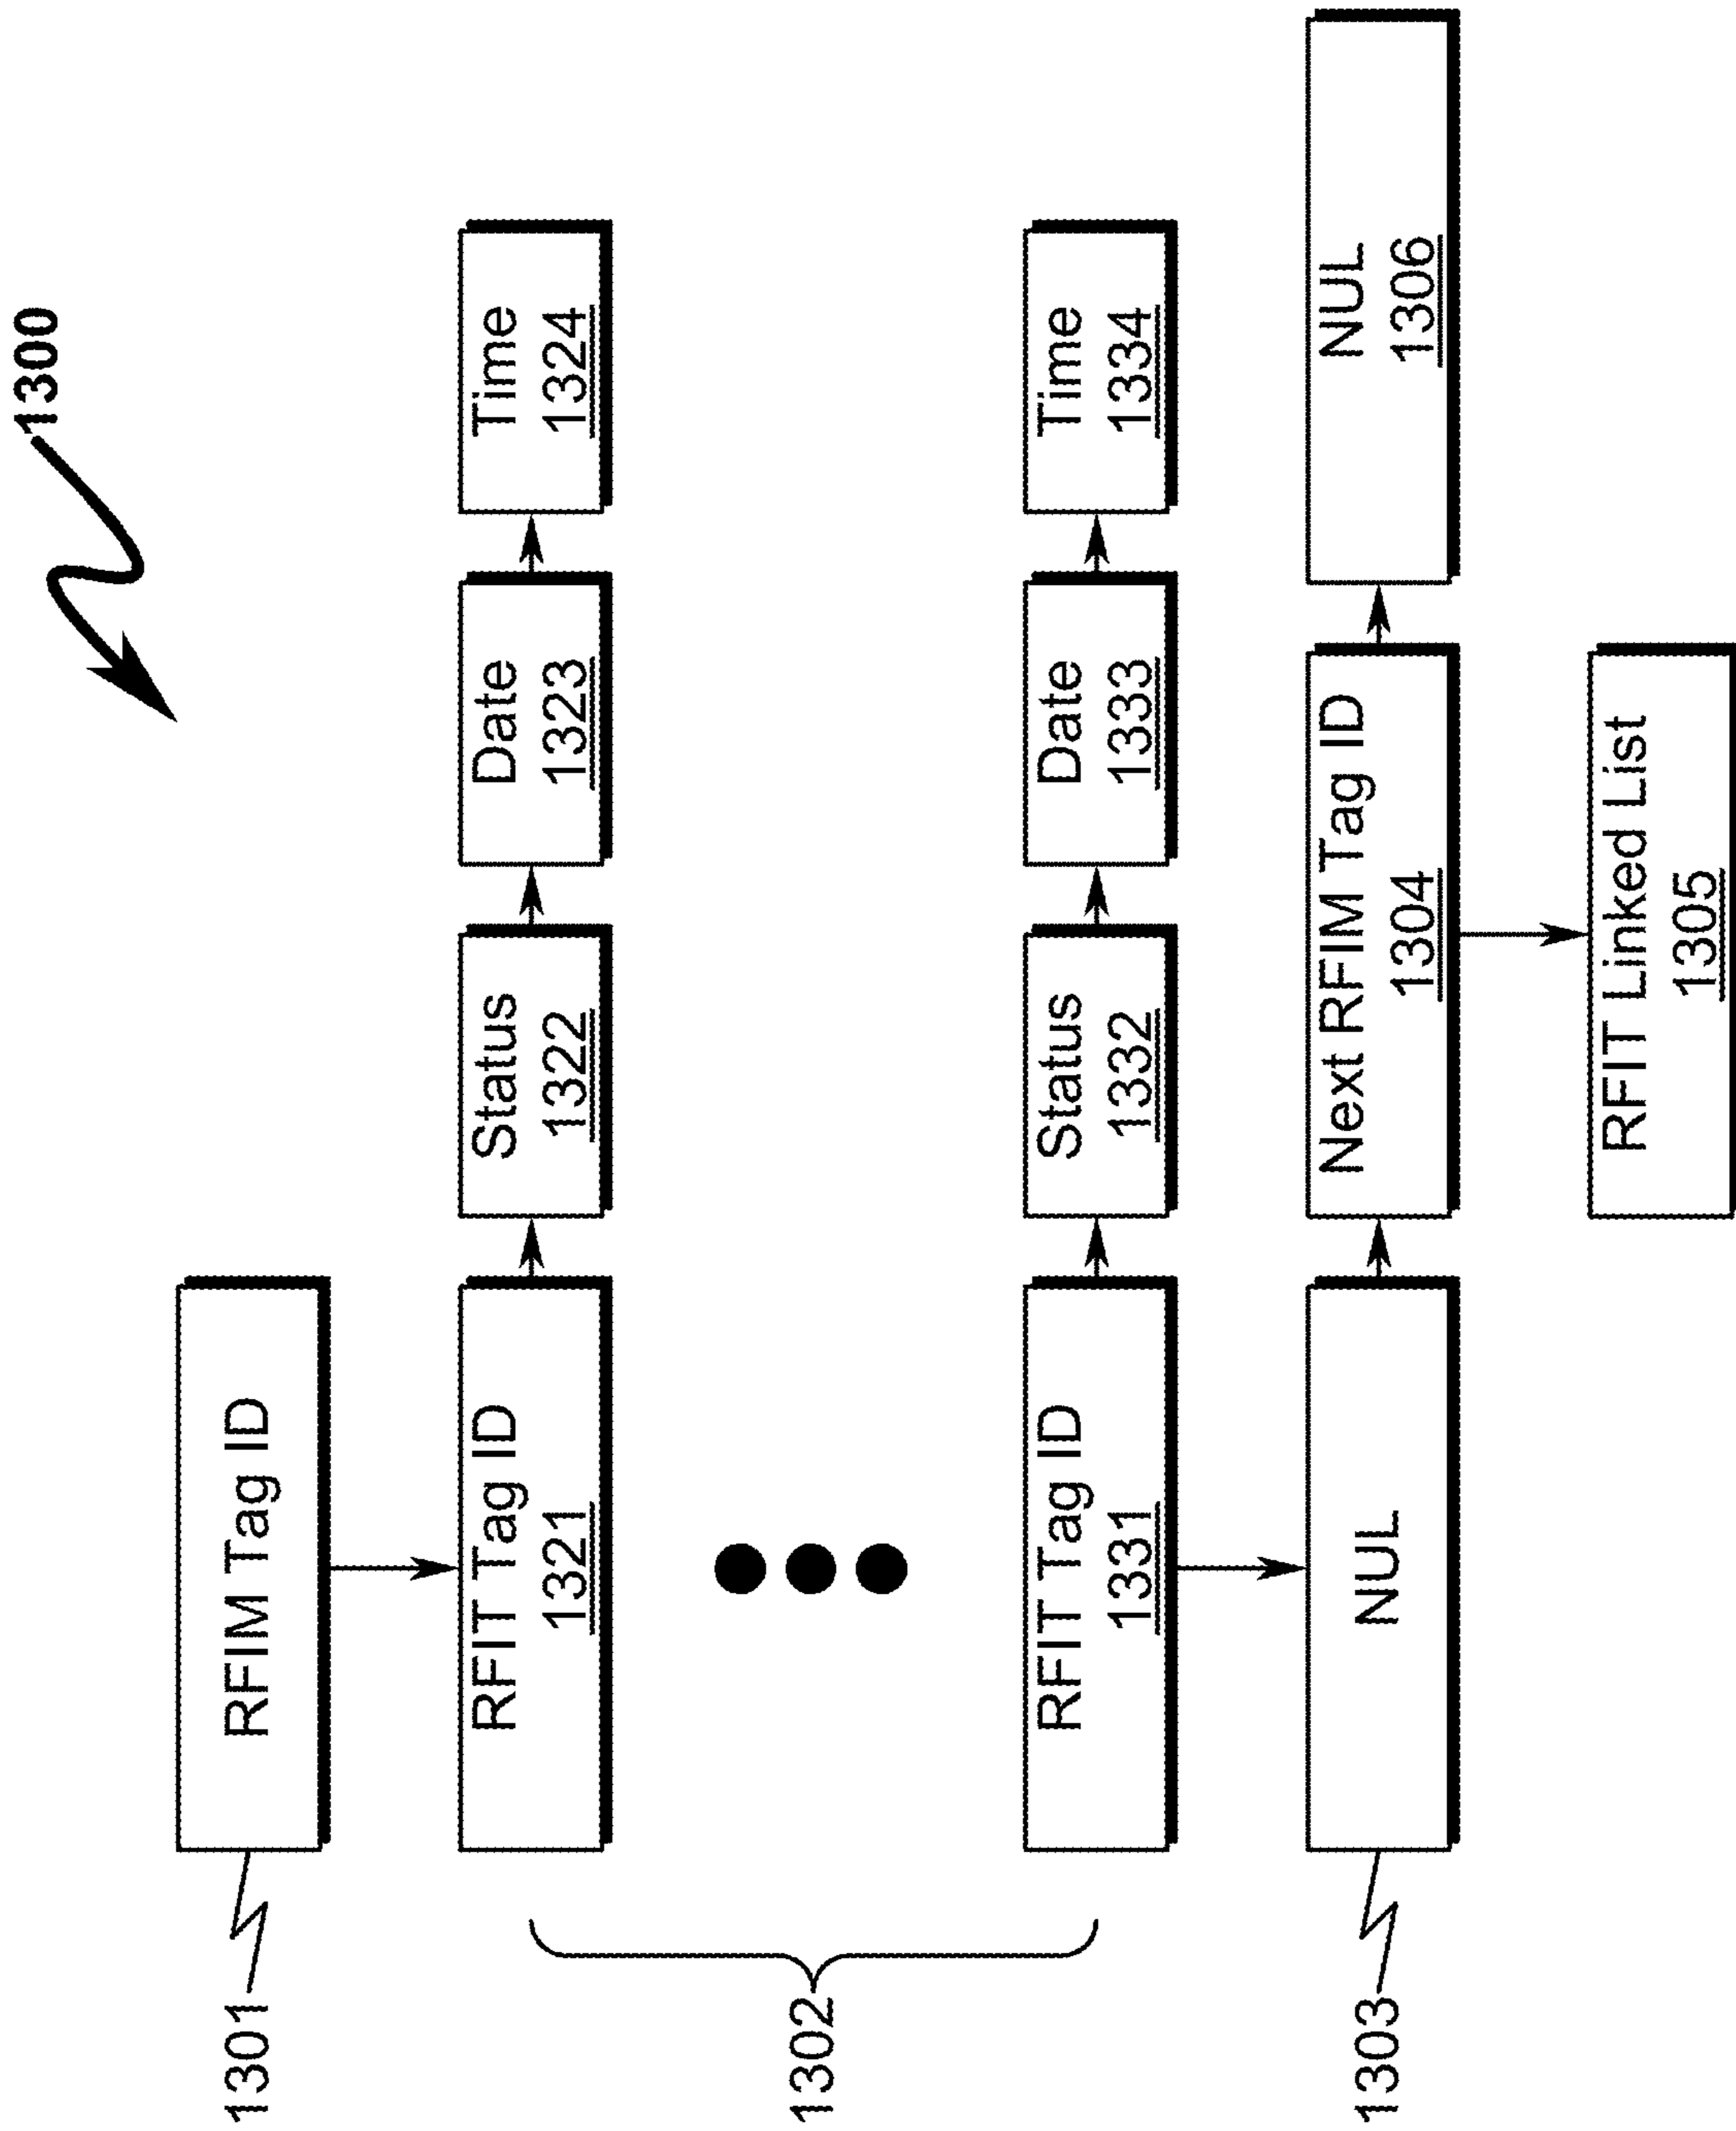 1300
1301
RFIM Tag ID
RFIT Tag ID
1321
Status
1322
Date
1323
Time
1324
1302
RFIT Tag ID
1331
Status
1332
Date
1333
Time
1334
1303
NUL
Next RFIM Tag ID
1304
NUL
1306
RFIT Linked List
1305